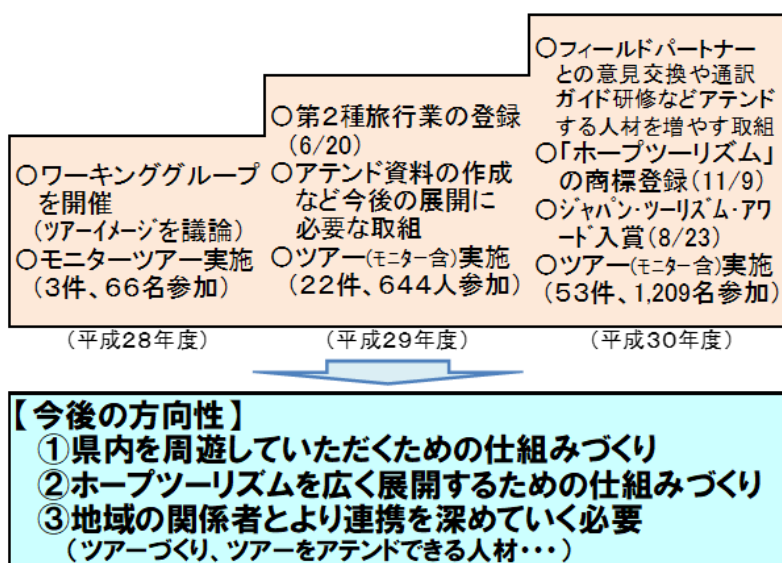 ○ワーキンググループ
を開催
(ツアーイメージを議論)
○モニターツアー実施
(3件、66名参加)
(平成28年度)
○第2種旅行業の登録
(6/20)
○アテンド資料の作成
など今後の展開に
必要な取組
○ツアー(モニター含)実施
(22件、644人参加)
(平成29年度)
○フィールドパートナー
との意見交換や通訳
ガイド研修などアテンド
する人材を増やす取組
○「ホープツーリズム」
の商標登録(11/9)
○ジャパン・ツーリズム・アワ
ード入賞(8/23)
○ツアー(モニター含)実施
(53件、1,209名参加)
(平成30年度)
【今後の方向性】
①県内を周遊していただくための仕組みづくり
②ホープツーリズムを広く展開するための仕組みづくり
③地域の関係者とより連携を深めていく必要
(ツアーづくり、ツアーをアテンドできる人材・・・)